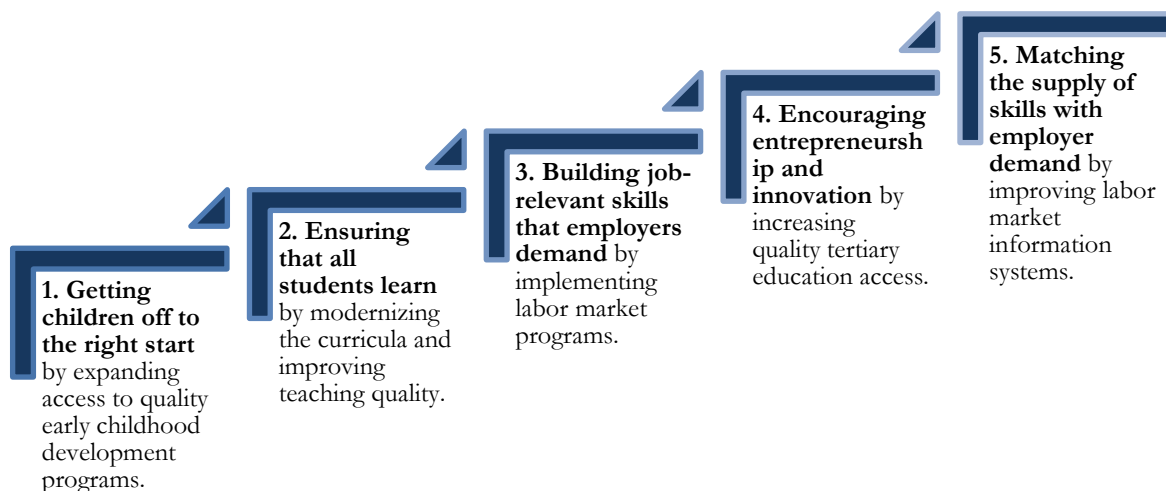 1. Getting
children off to
the right start
by expanding
access to quality
early childhood
development
programs.
2. Ensuring
that all
students learn
by modernizing
the curricula and
improving
teaching quality.
3. Building job-
relevant skills
that employers
demand by
implementing
labor market
programs.
4. Encouraging
entrepreneursh
ip and
innovation by
increasing
quality tertiary
education access.
5. Matching
the supply of
skills with
employer
demand by
improving labor
market
information
systems.